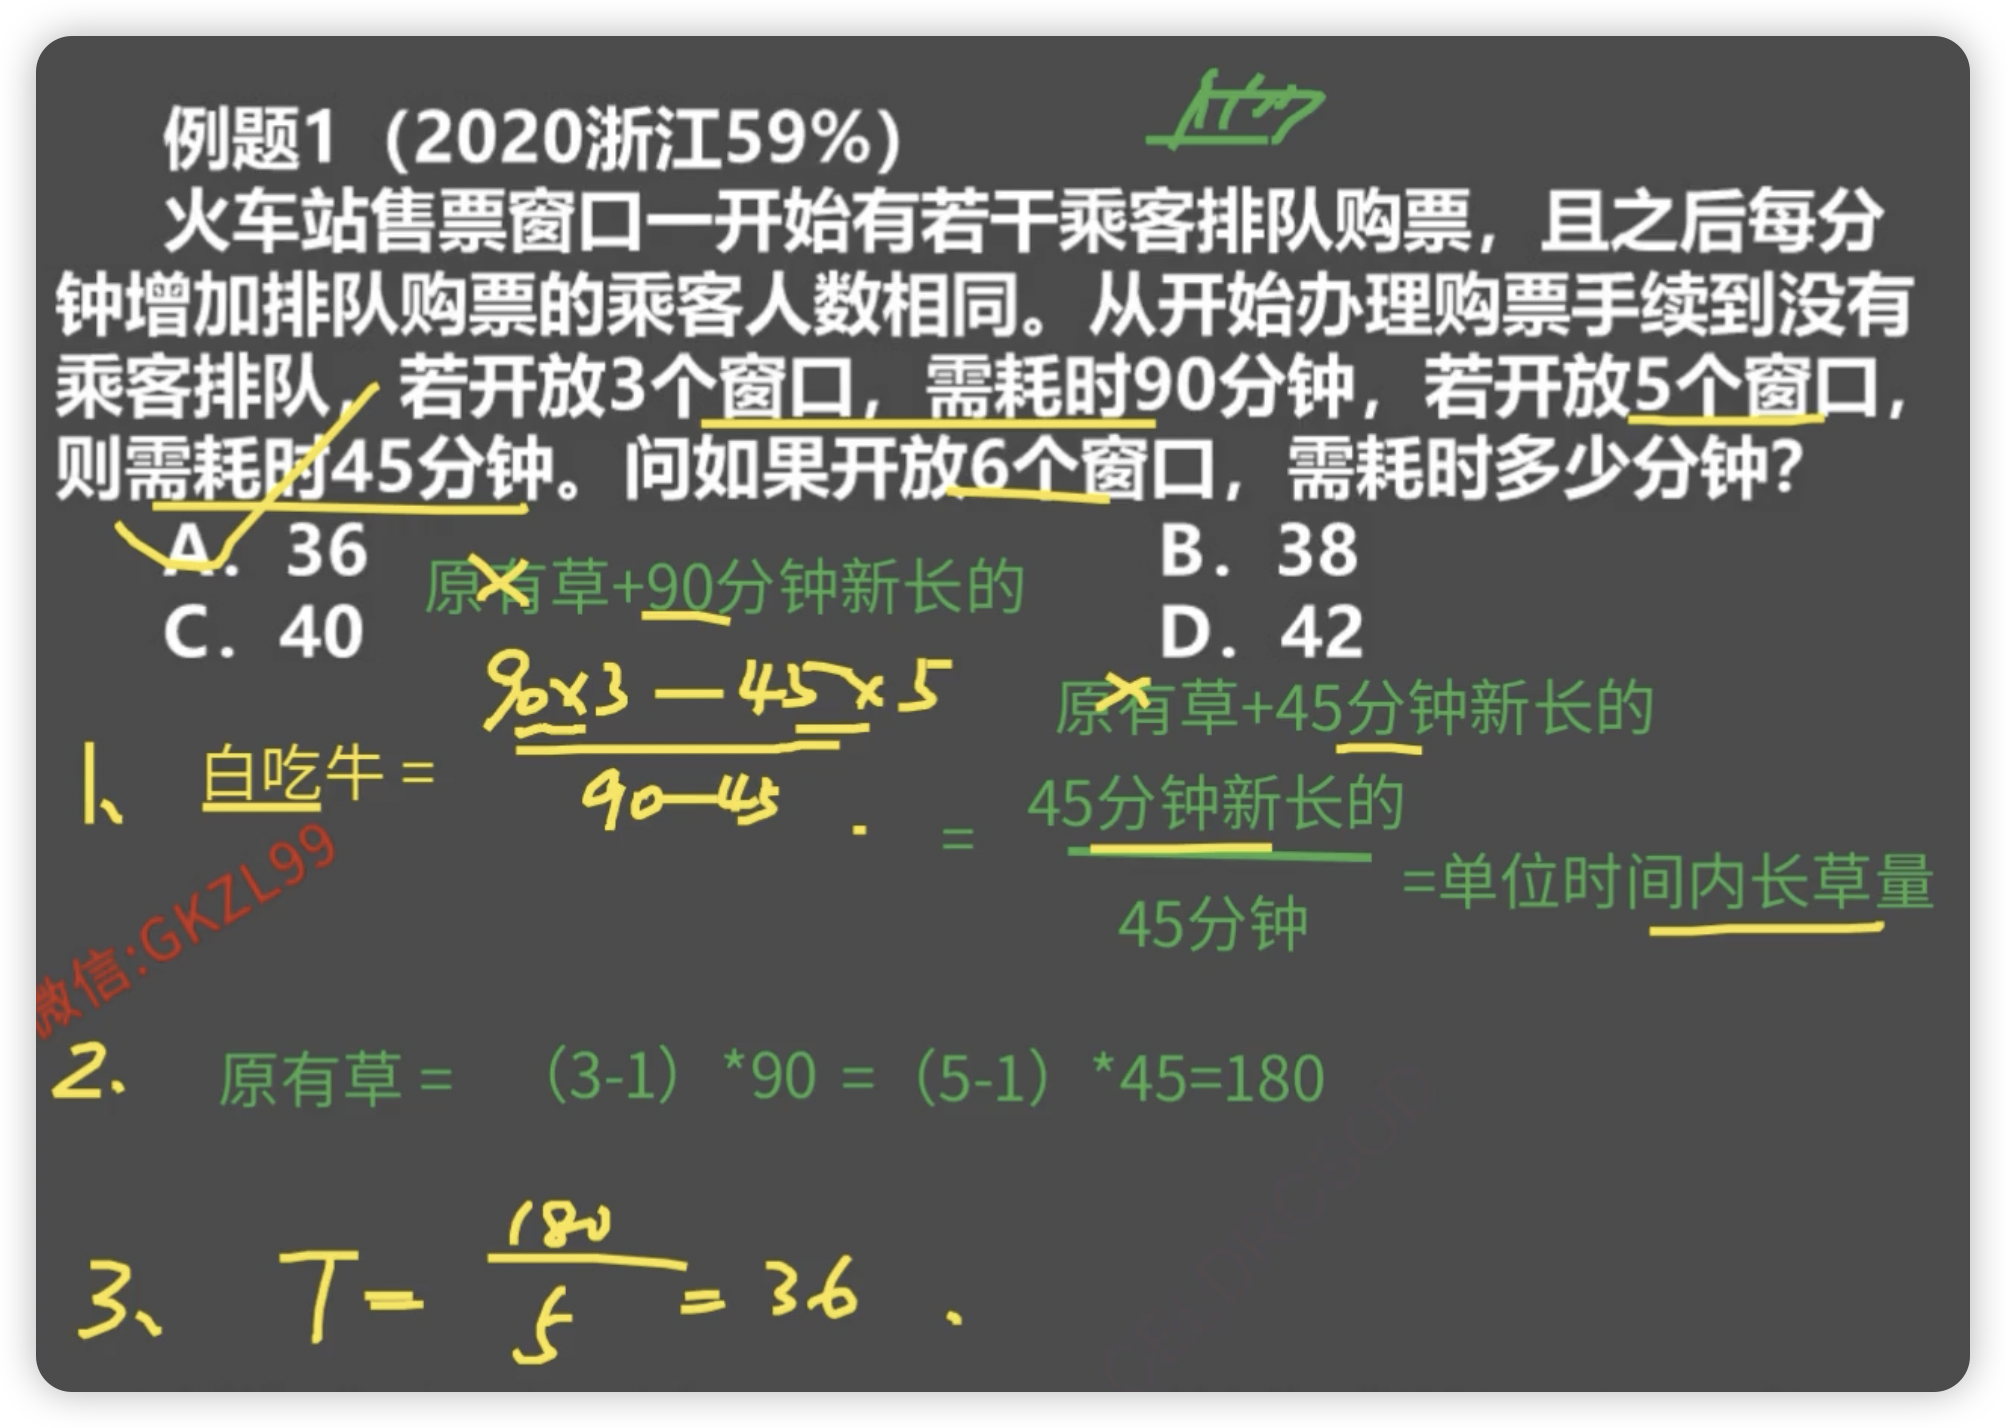 例题1（2020浙江59%）
火车站售票窗口一开始有若干乘客排队购票，且之后每分
钟增加排队购票的乘客人数相同。从开始办理购票手续到没有
乘客排队，若开放3个窗口，需耗时90分钟，若开放5个窗口，
则需耗时45分钟。问如果开放6个窗口，需耗时多少分钟？
A. 36
B. 38
原有草+90分钟新长的
C. 40
D. 42
90×3－45×5
原有草+45分钟新长的
1、 白吃牛 =
90－45
=
45分钟新长的
45分钟
=单位时间内长草量
微信:GKZL99
2. 原有草 = （3-1）*90 =（5-1）*45=180
3、 T = 180
5
= 36 .